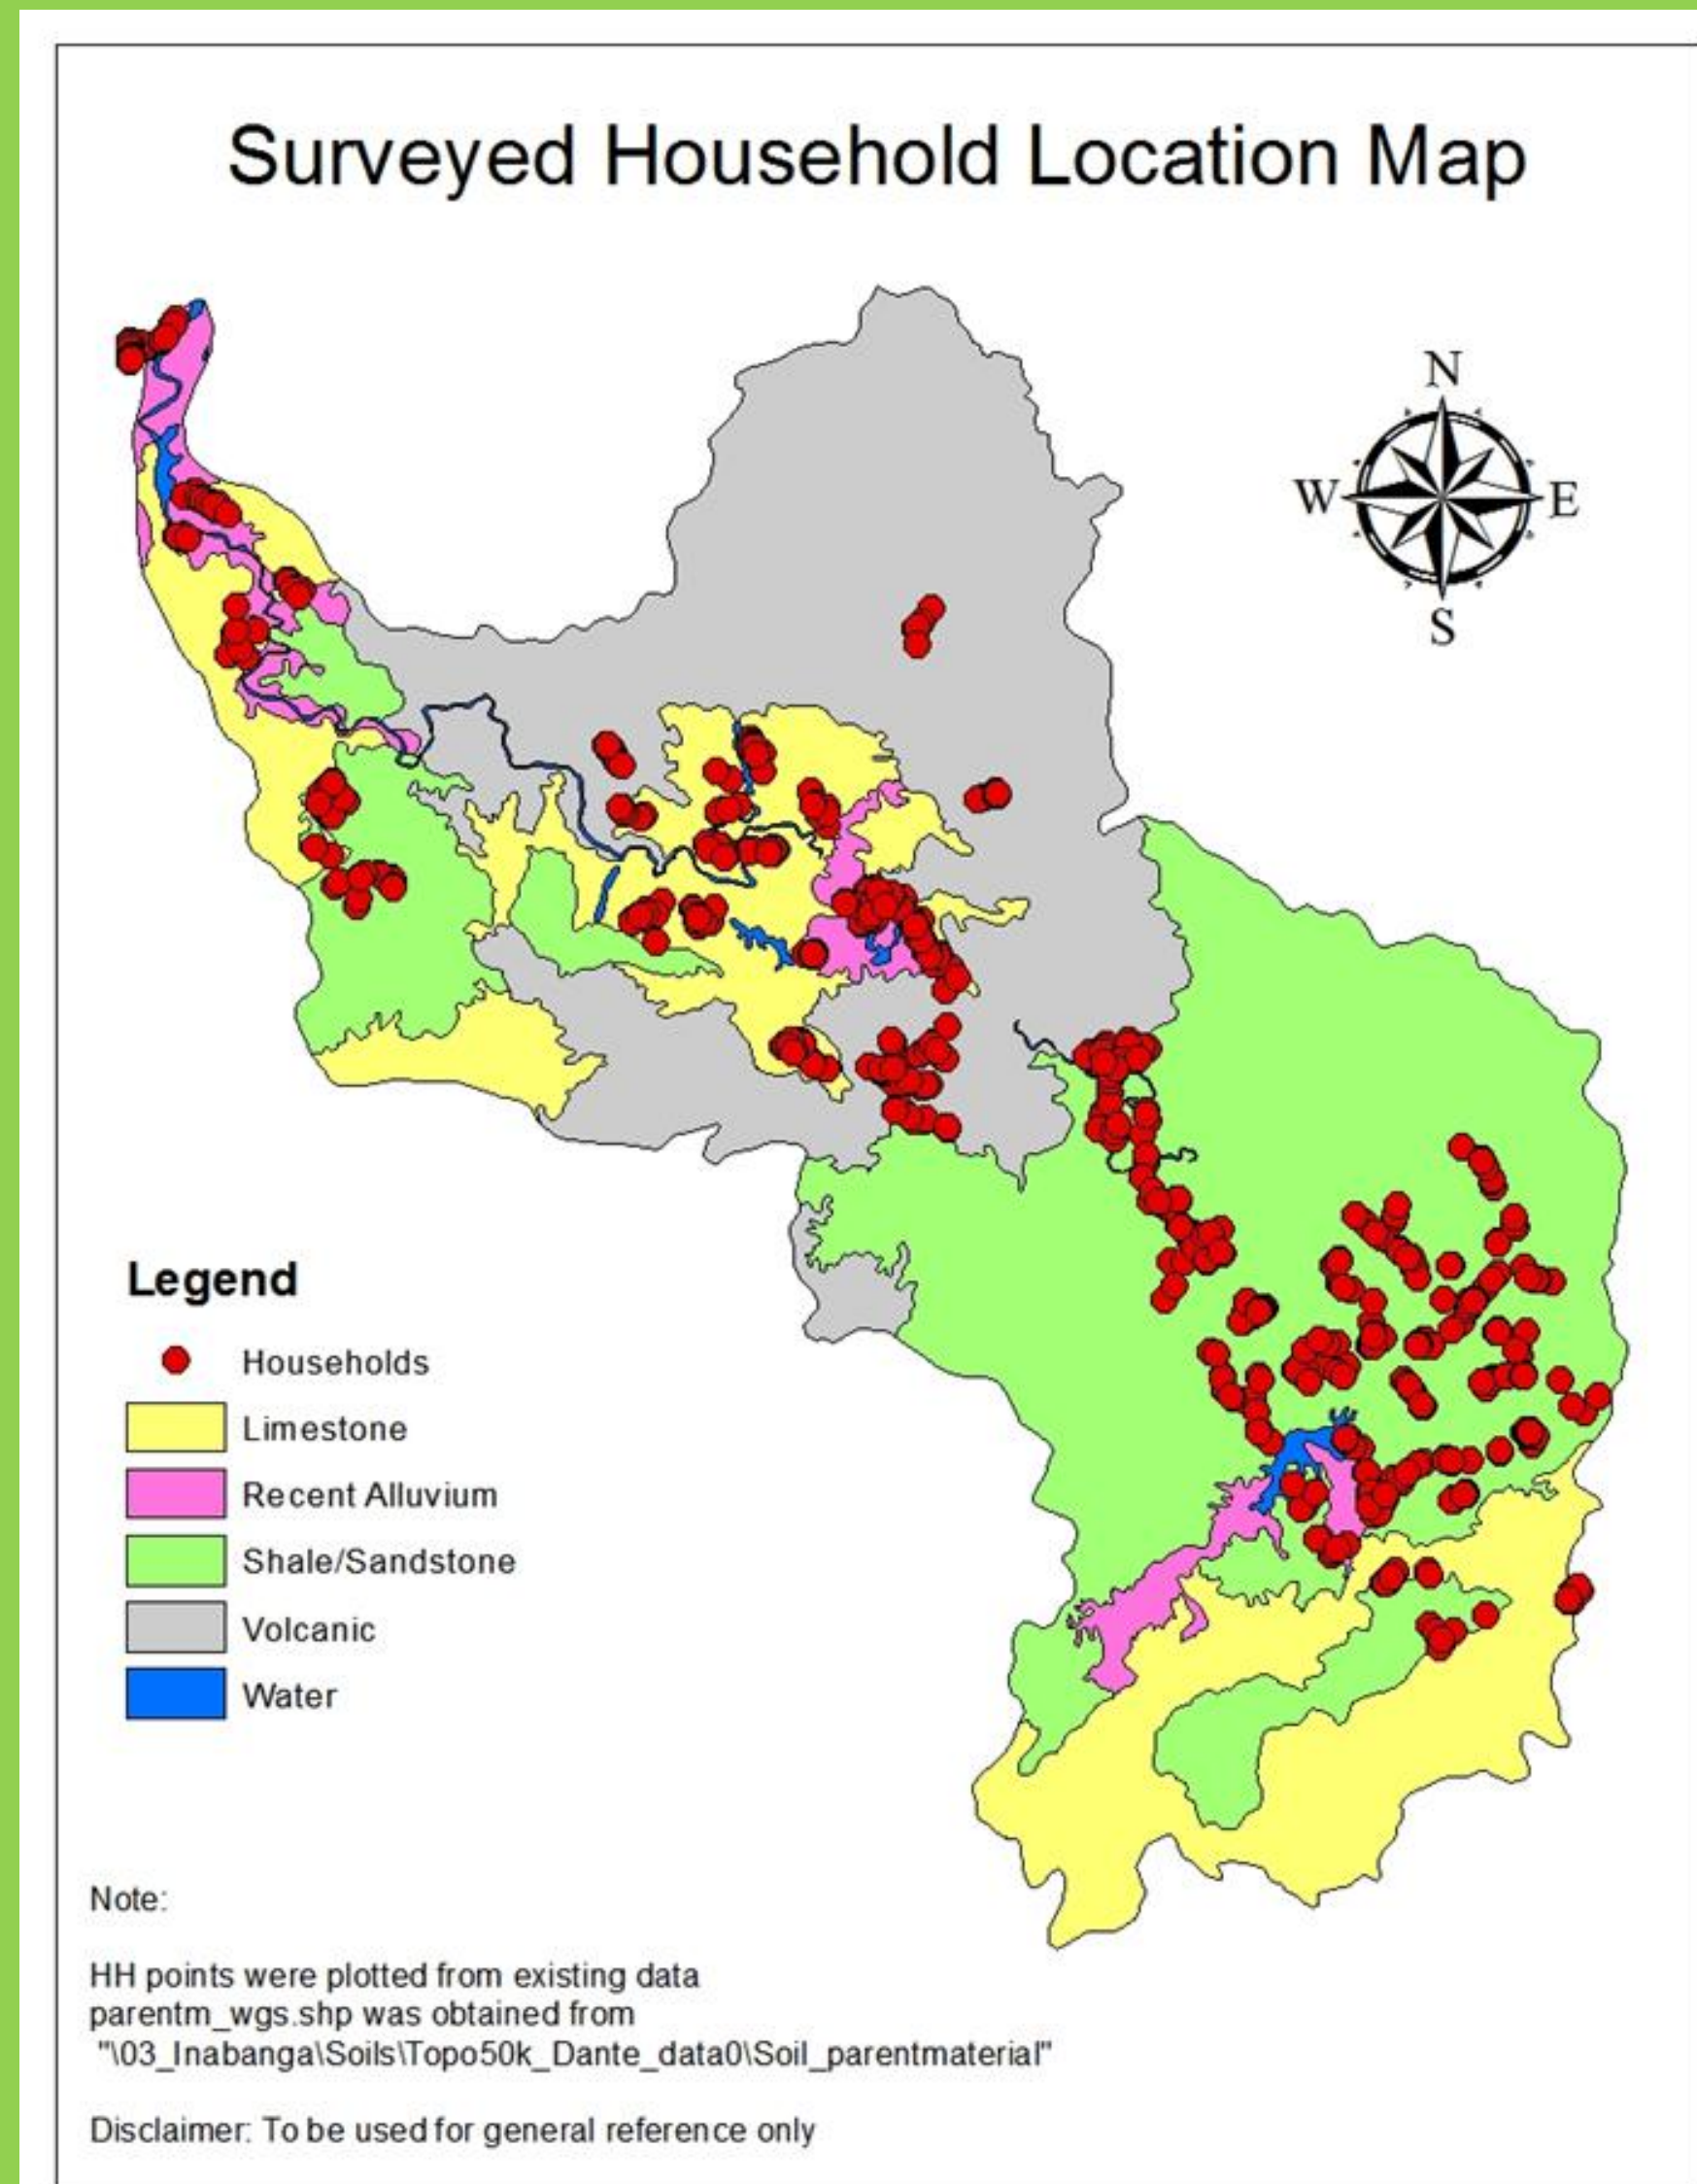 Surveyed Household Location Map
N
W
E
S
Legend
Households
Limestone
Recent Alluvium
Shale/Sandstone
Volcanic
Water
Note:
HH points were plotted from existing data
parentm_wgs.shp was obtained from
"\03_Inabanga\Soils\Topo50k_Dante_data0\Soil_parentmaterial"
Disclaimer: To be used for general reference only